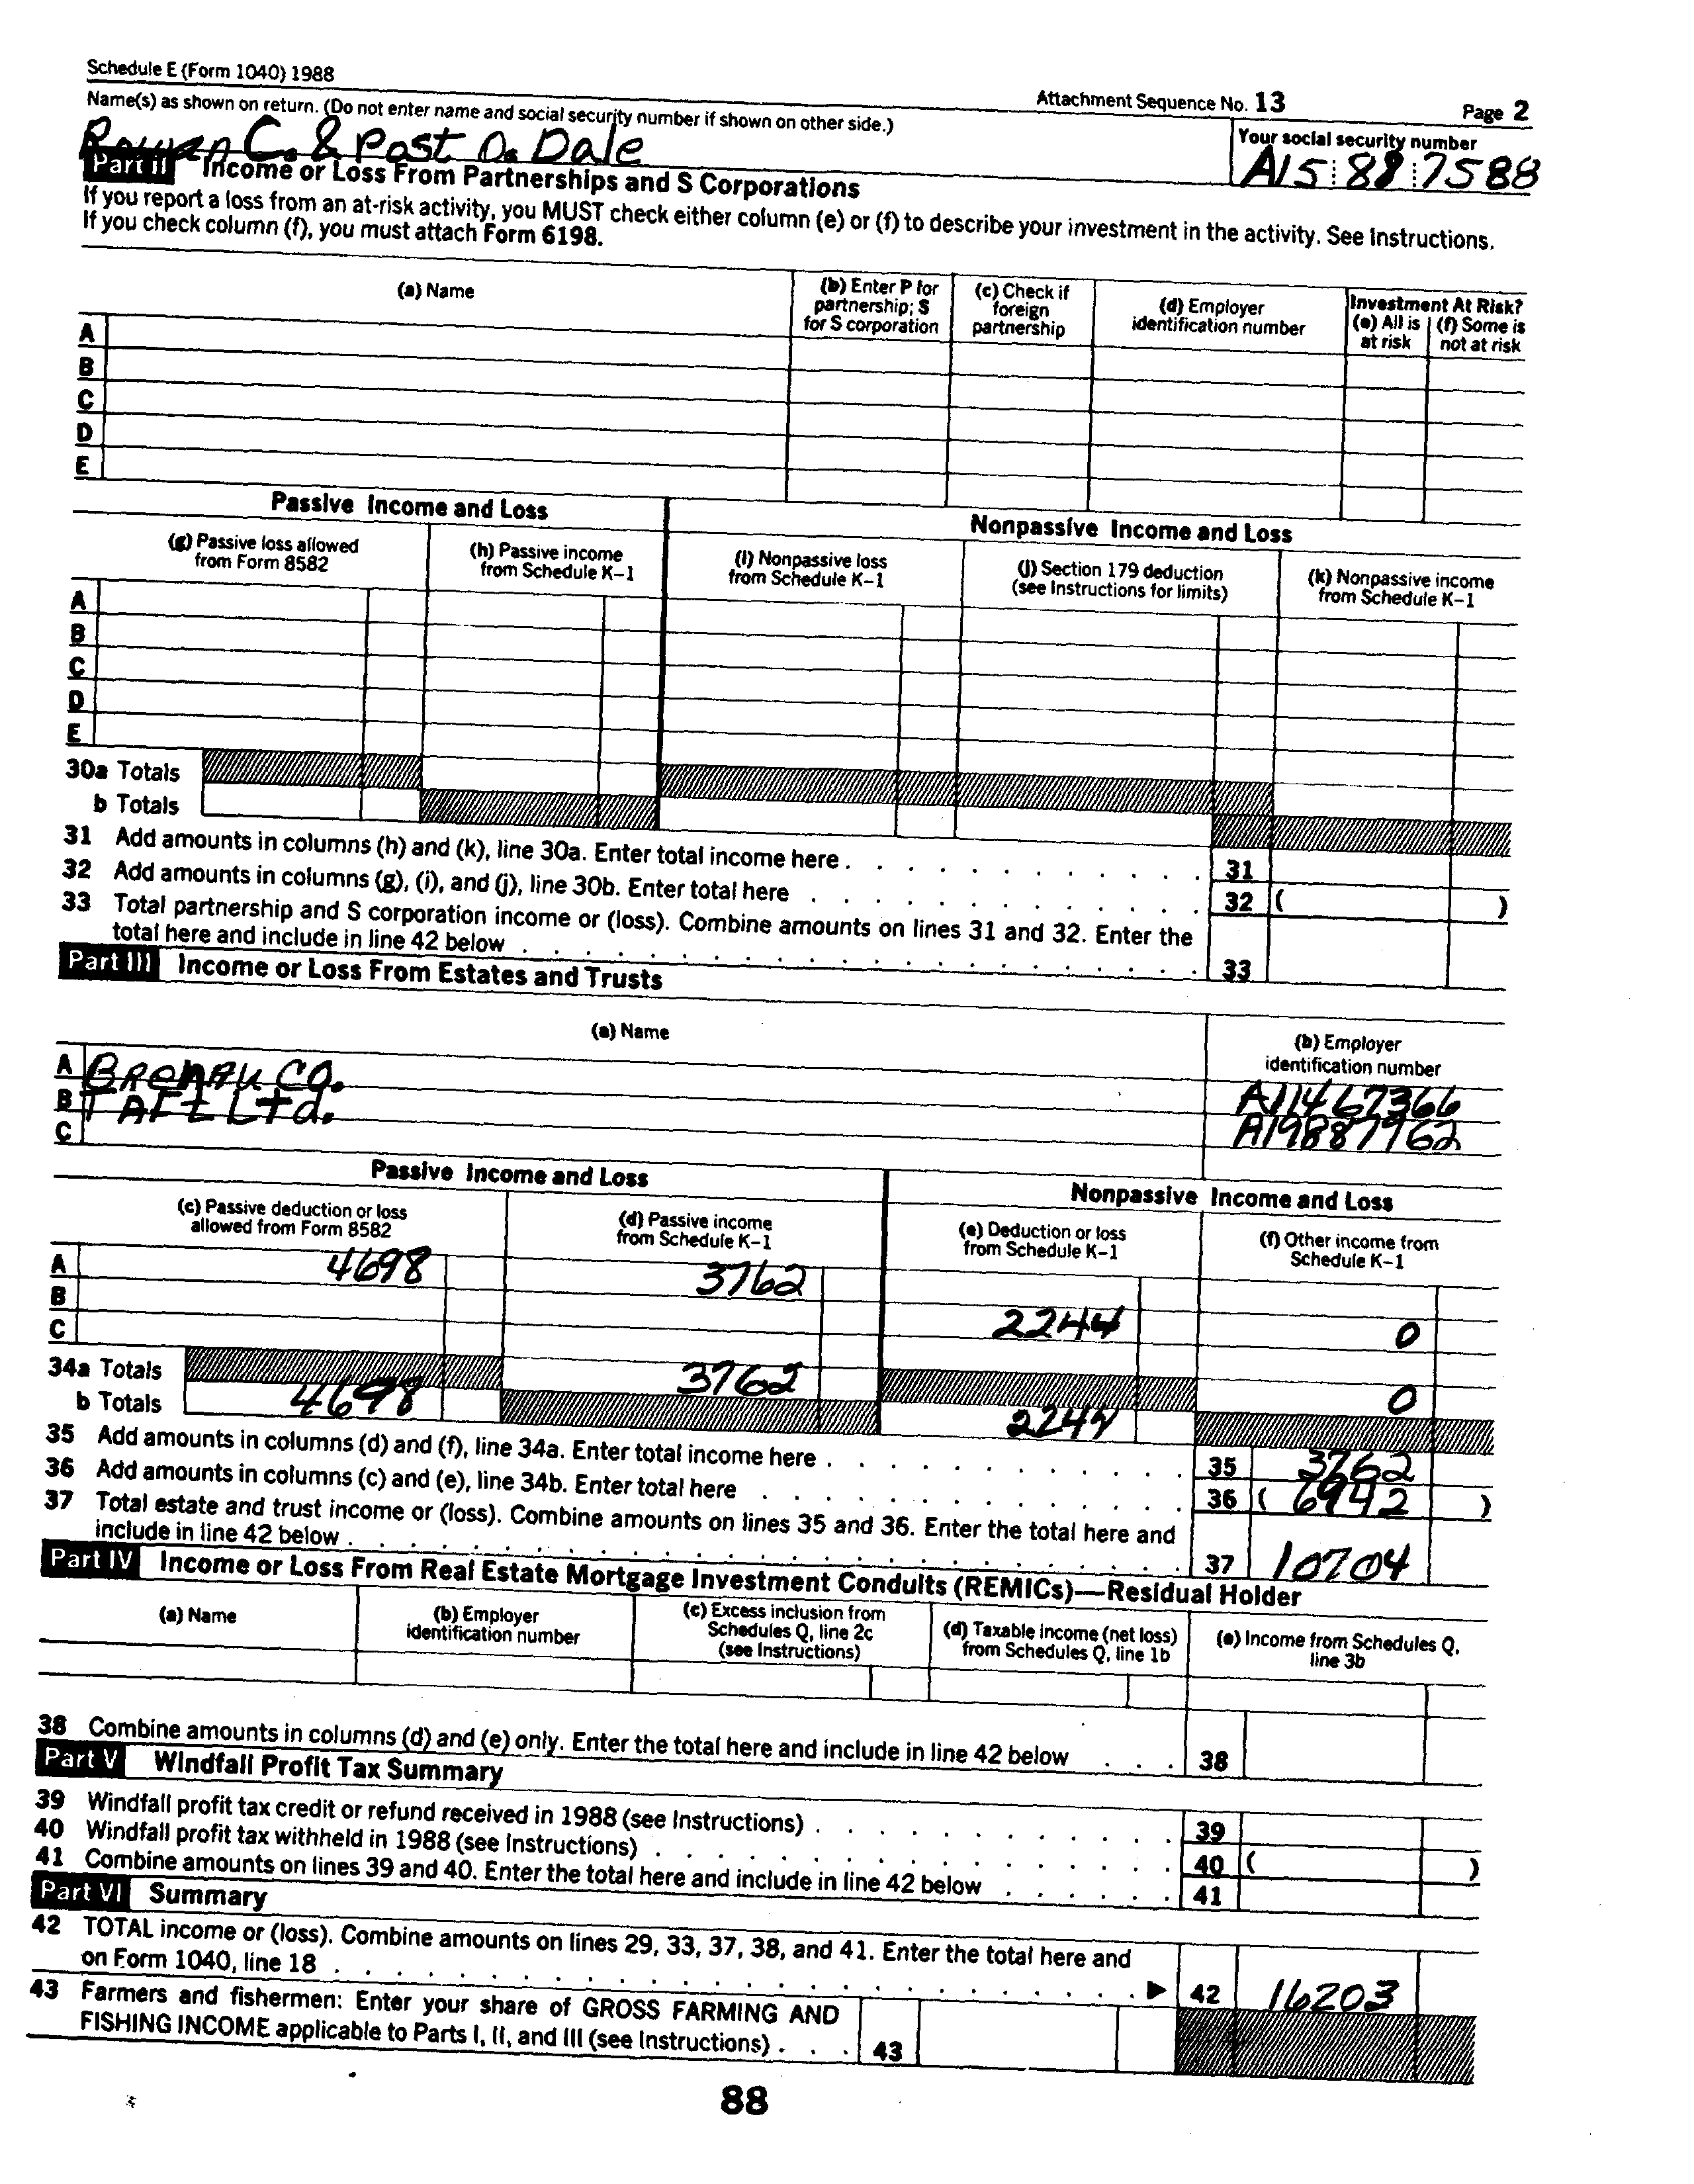 Schedule E (Form 1040) 1988
Attachment Sequence No. 13 Page 2
Name(s) as shown on return. (Do not enter name and social security number if shown on other side.)
Your social security number
C. & Post D. Dale
A15 88 7588
Part II Income or Loss From Partnerships and S Corporations
If you report a loss from an at-risk activity, you MUST check either column (e) or (f) to describe your investment in the activity. See Instructions.
If you check column (f), you must attach Form 6198.
(a) Name
(b) Enter P for partnership; S for S corporation
(c) Check if foreign partnership
(d) Employer identification number
Investment At Risk?
(e) All is at risk
(f) Some is not at risk
A
B
C
D
E
Passive Income and Loss
Nonpassive Income and Loss
(g) Passive loss allowed from Form 8582
(h) Passive income from Schedule K-1
(i) Nonpassive loss from Schedule K-1
(j) Section 179 deduction (see Instructions for limits)
(k) Nonpassive income from Schedule K-1
A
B
C
D
E
30a Totals
b Totals
31 Add amounts in columns (h) and (k), line 30a. Enter total income here . . . . . . . . . . . . 31
32 Add amounts in columns (g), (i), and (j), line 30b. Enter total here . . . . . . . . . . . . . 32 ( )
33 Total partnership and S corporation income or (loss). Combine amounts on lines 31 and 32. Enter the
total here and include in line 42 below . . . . . . . . . . . . . . . . . . . . . . 33
Part III Income or Loss From Estates and Trusts
(a) Name
(b) Employer identification number
A Brenau Co. A11467366
B Taft Ltd. A19887962
C
Passive Income and Loss
Nonpassive Income and Loss
(c) Passive deduction or loss allowed from Form 8582
(d) Passive income from Schedule K-1
(e) Deduction or loss from Schedule K-1
(f) Other income from Schedule K-1
A 4698 3762
B 2244 0
C
34a Totals 3762 0
b Totals 4698 2244
35 Add amounts in columns (d) and (f), line 34a. Enter total income here . . . . . . . . . . . . 35 3762
36 Add amounts in columns (c) and (e), line 34b. Enter total here . . . . . . . . . . . . . . 36 ( 6942 )
37 Total estate and trust income or (loss). Combine amounts on lines 35 and 36. Enter the total here and
include in line 42 below . . . . . . . . . . . . . . . . . . . . . . . . . . . 37 10704
Part IV Income or Loss From Real Estate Mortgage Investment Conduits (REMICs)—Residual Holder
(a) Name
(b) Employer identification number
(c) Excess inclusion from Schedules Q, line 2c (see Instructions)
(d) Taxable income (net loss) from Schedules Q, line 1b
(e) Income from Schedules Q, line 3b
38 Combine amounts in columns (d) and (e) only. Enter the total here and include in line 42 below . . . 38
Part V Windfall Profit Tax Summary
39 Windfall profit tax credit or refund received in 1988 (see Instructions) . . . . . . . . . . . . 39
40 Windfall profit tax withheld in 1988 (see Instructions) . . . . . . . . . . . . . . . . . 40 ( )
41 Combine amounts on lines 39 and 40. Enter the total here and include in line 42 below . . . . . . 41
Part VI Summary
42 TOTAL income or (loss). Combine amounts on lines 29, 33, 37, 38, and 41. Enter the total here and
on Form 1040, line 18 . . . . . . . . . . . . . . . . . . . . . . . . . . ▶ 42 16203
43 Farmers and fishermen: Enter your share of GROSS FARMING AND
FISHING INCOME applicable to Parts I, II, and III (see Instructions) . . . 43
88